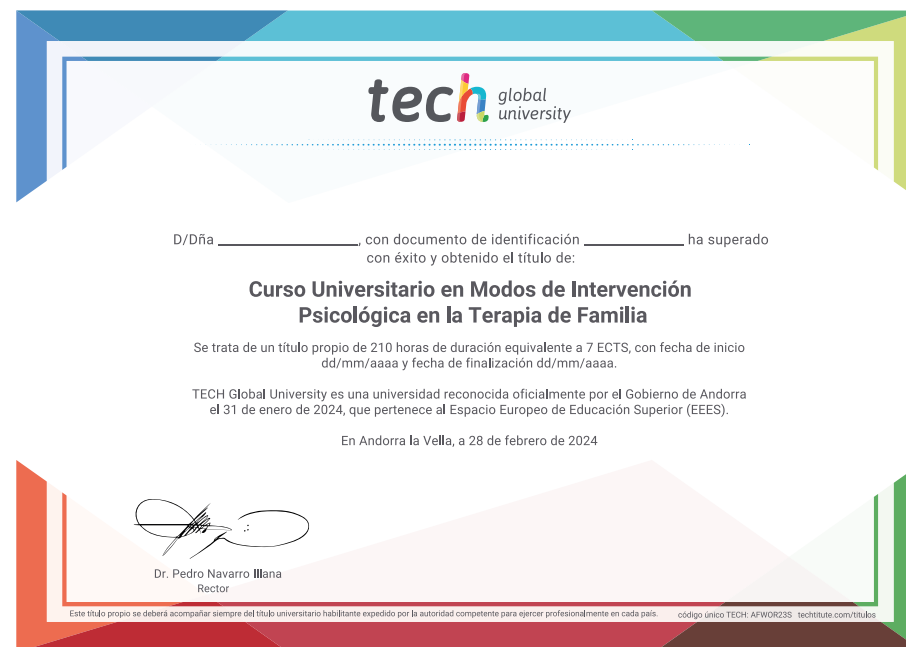 tech global university
D/Dña ____________, con documento de identificación ____________ ha superado
con éxito y obtenido el título de:
Curso Universitario en Modos de Intervención
Psicológica en la Terapia de Familia
Se trata de un título propio de 210 horas de duración equivalente a 7 ECTS, con fecha de inicio
dd/mm/aaaa y fecha de finalización dd/mm/aaaa.
TECH Global University es una universidad reconocida oficialmente por el Gobierno de Andorra
el 31 de enero de 2024, que pertenece al Espacio Europeo de Educación Superior (EEES).
En Andorra la Vella, a 28 de febrero de 2024
Dr. Pedro Navarro Illana
Rector
Este título propio se deberá acompañar siempre del título universitario habilitante expedido por la autoridad competente para ejercer profesionalmente en cada país. código único TECH: AFWOR23S techtitute.com/titulos